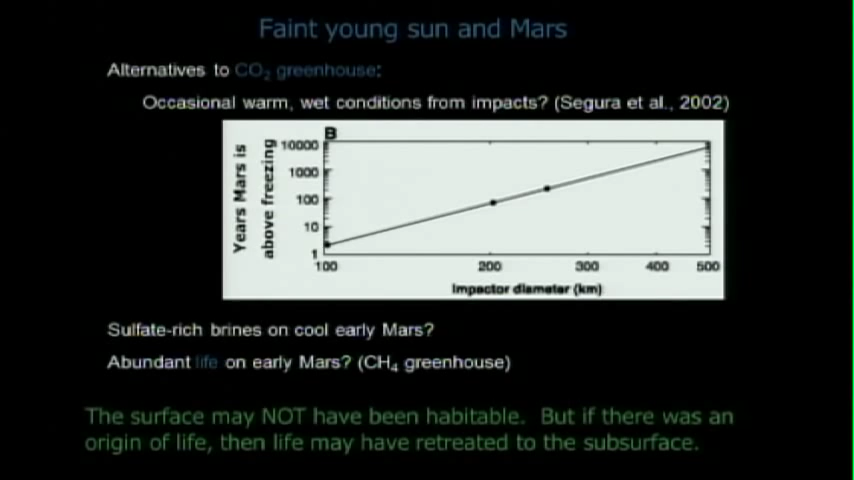 Faint young sun and Mars
Alternatives to CO₂ greenhouse:
Occasional warm, wet conditions from impacts? (Segura et al., 2002)
B
Years Mars is
above freezing
10000
1000
100
10
1
100 200 300 400 500
Impactor diameter (km)
Sulfate-rich brines on cool early Mars?
Abundant life on early Mars? (CH₄ greenhouse)
The surface may NOT have been habitable. But if there was an
origin of life, then life may have retreated to the subsurface.